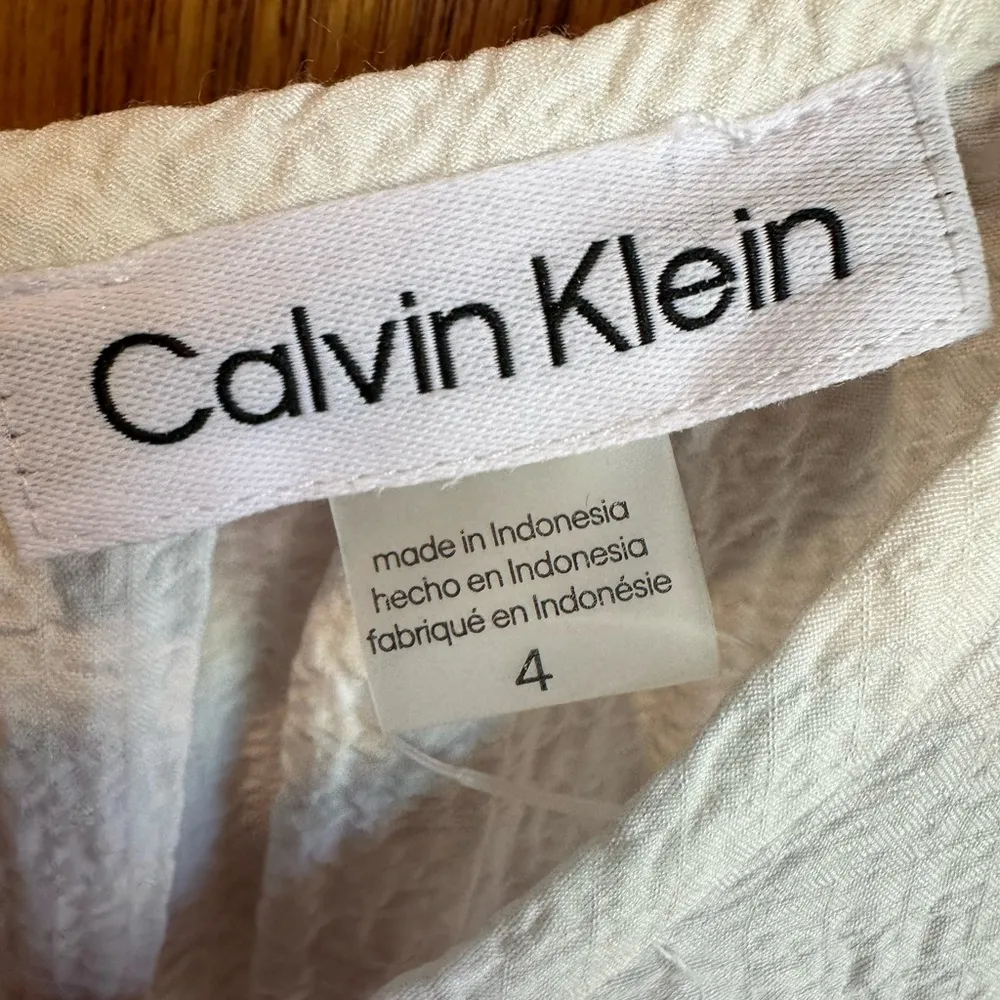 Calvin Klein
made in Indonesia
hecho en Indonesia
fabriqué en Indonésie
4